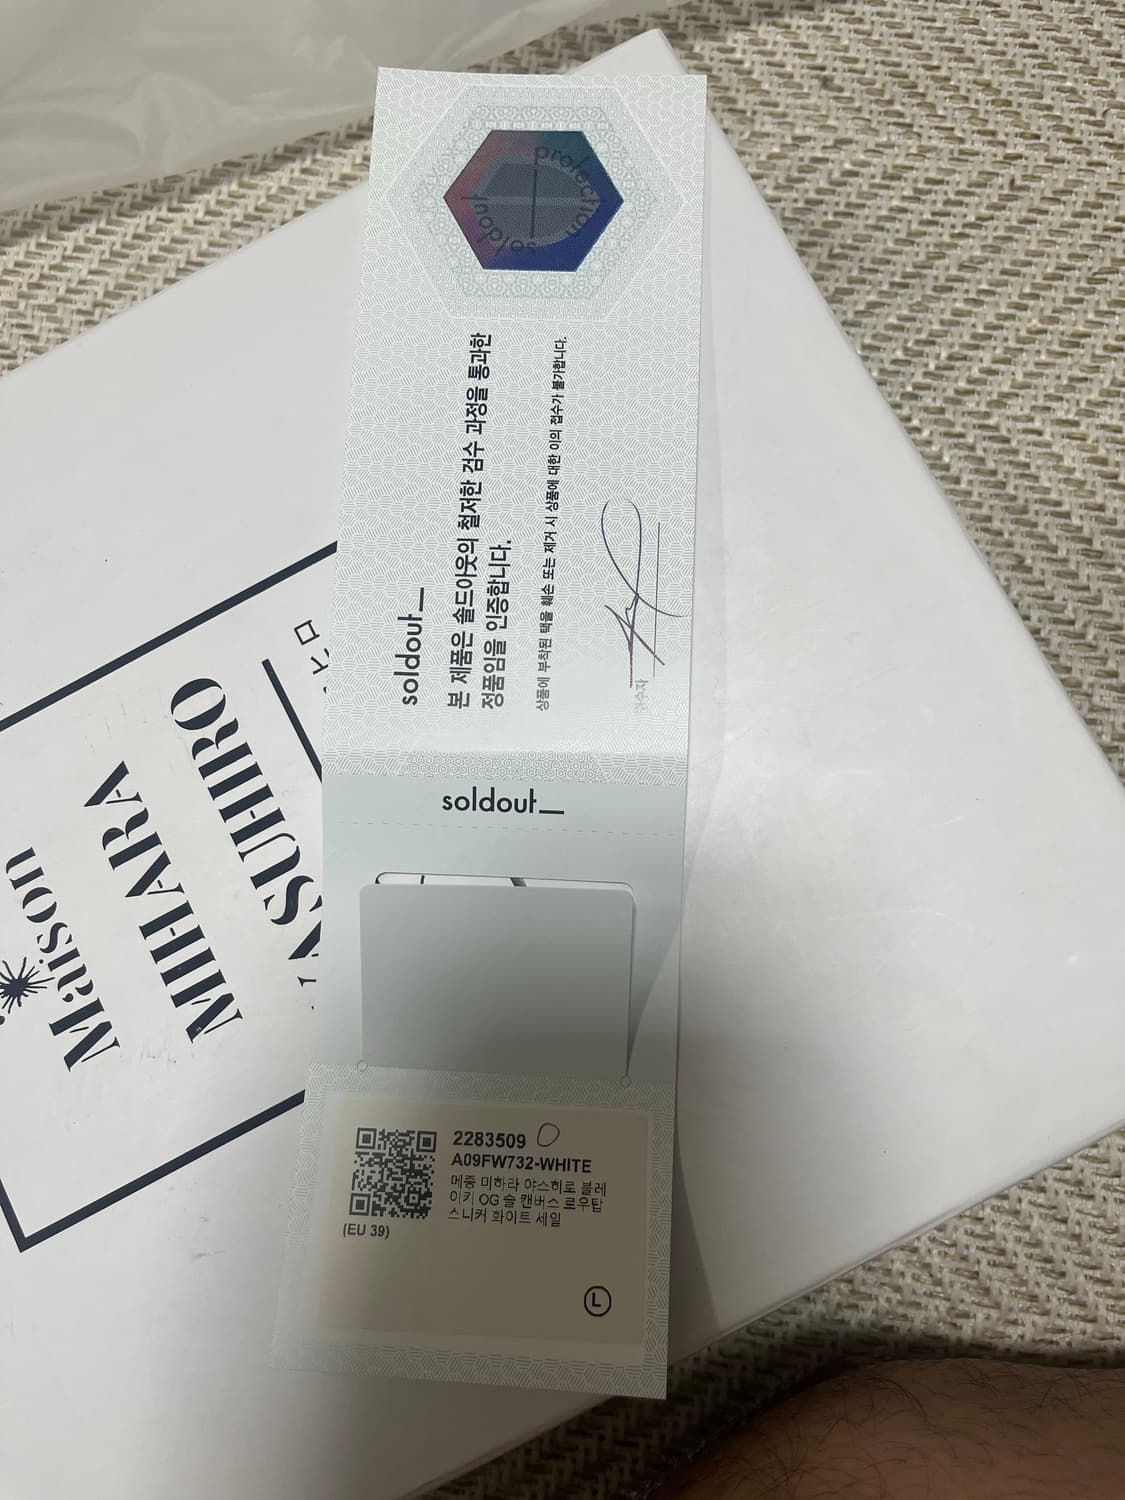 protection
soldout
soldout_
본 제품은 솔드아웃의 철저한 검수 과정을 통과한
정품임을 인증합니다.
상품에 부착된 택을 훼손 또는 제거 시 상품에 대한 이의 접수가 불가합니다.
검수자
soldout_
2283509
A09FW732-WHITE
메종 미하라 야스히로 블레
이키 OG 솔 캔버스 로우탑
스니커 화이트 세일
(EU 39)
L
Maison
MIHARA
YASUHIRO